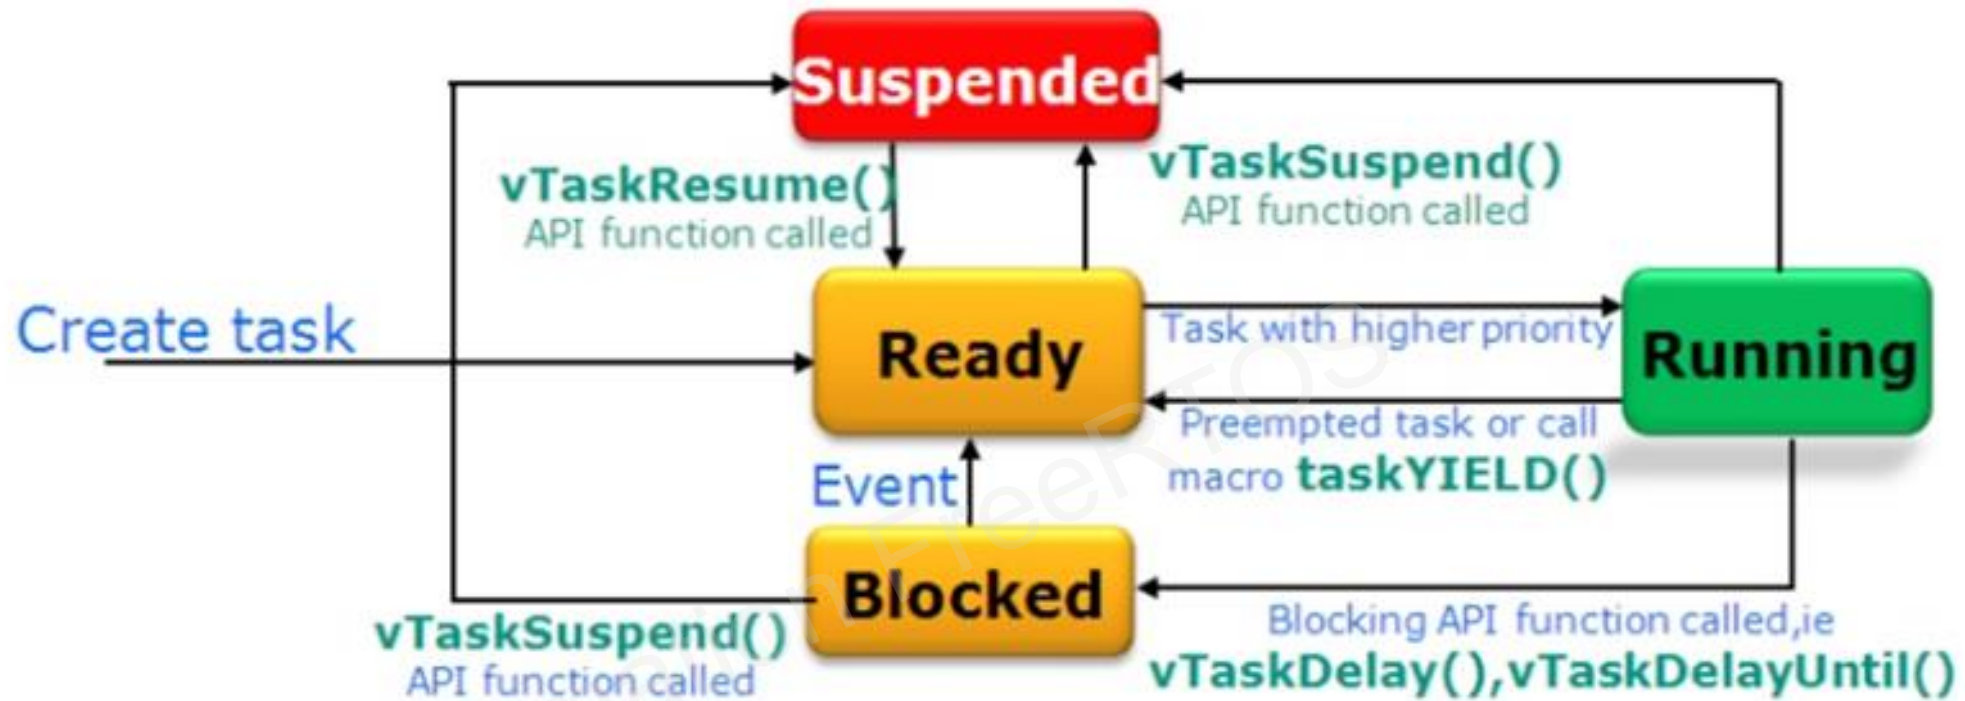 Suspended
vTaskResume()
API function called
vTaskSuspend()
API function called
Create task
Ready
Task with higher priority
Running
Preempted task or call
macro taskYIELD()
Event
Blocked
vTaskSuspend()
API function called
Blocking API function called,ie
vTaskDelay(),vTaskDelayUntil()
FreeRTOS